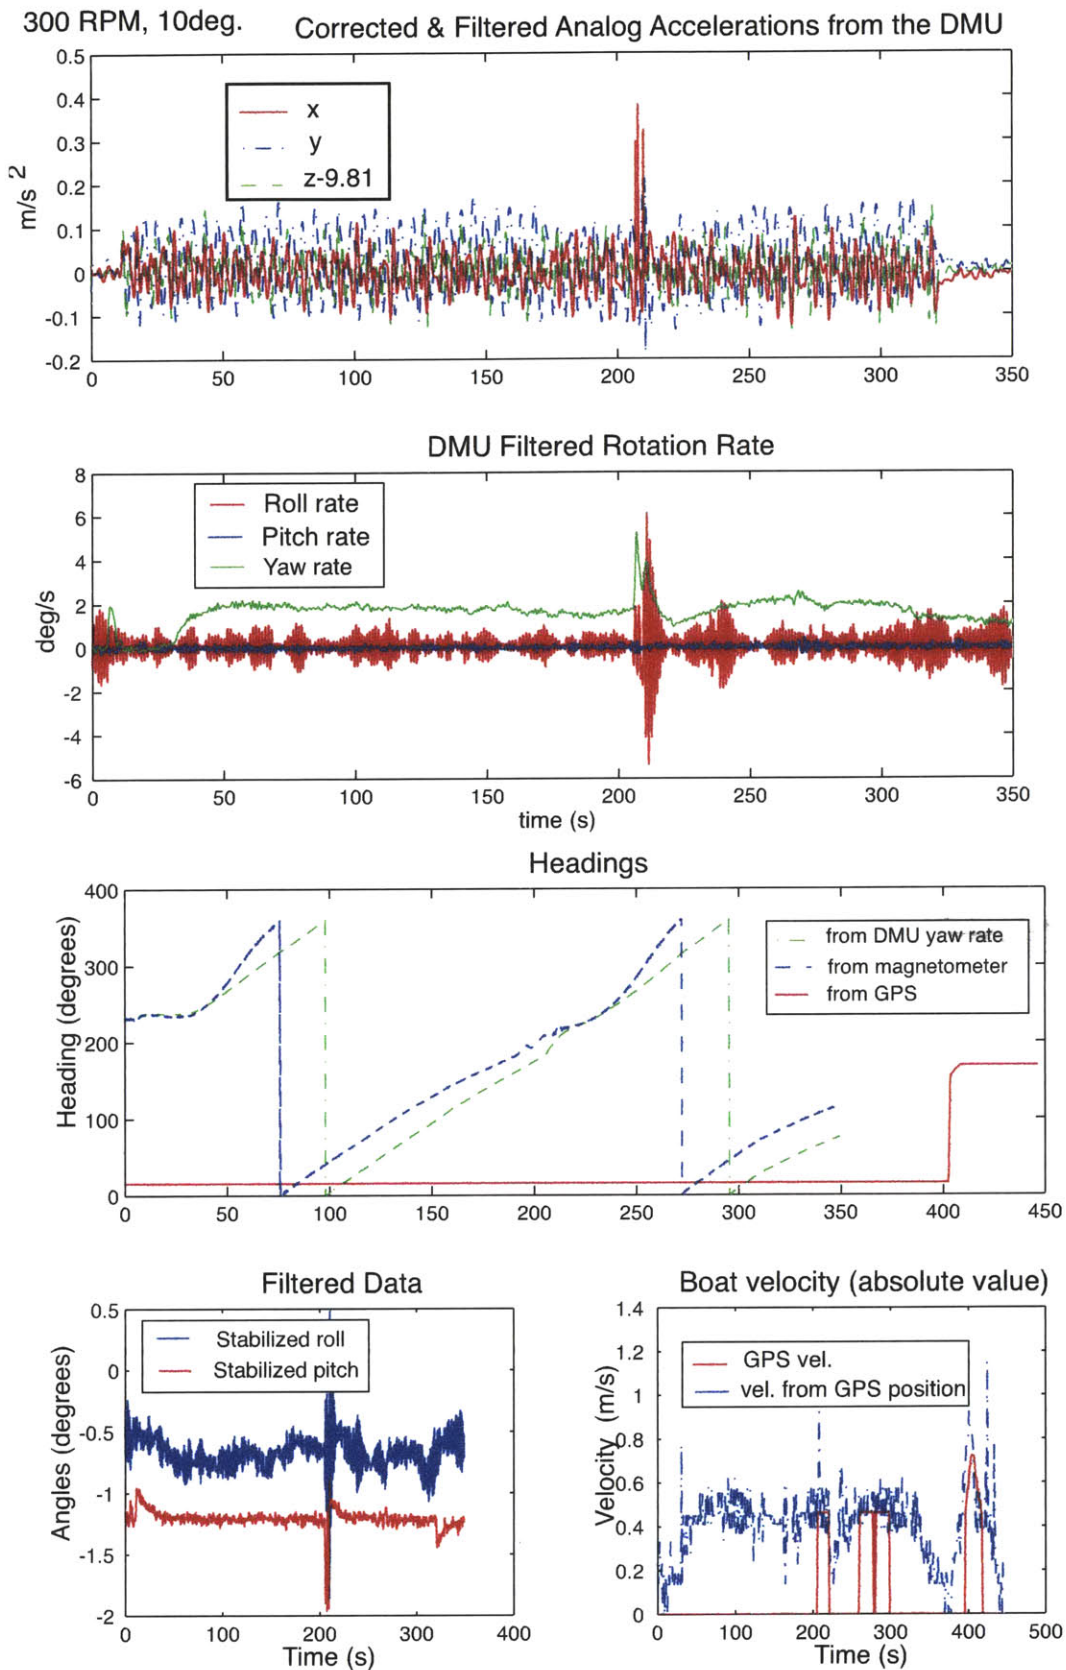 300 RPM, 10deg.
Corrected & Filtered Analog Accelerations from the DMU
0.5
0.4
0.3
0.2
0.1
0
-0.1
-0.2
m/s 2
x
y
z-9.81
0 50 100 150 200 250 300 350
DMU Filtered Rotation Rate
8
6
4
2
0
-2
-4
-6
deg/s
Roll rate
Pitch rate
Yaw rate
0 50 100 150 200 250 300 350
time (s)
Headings
400
300
200
100
0
Heading (degrees)
from DMU yaw rate
from magnetometer
from GPS
0 50 100 150 200 250 300 350 400 450
Filtered Data
0.5
0
-0.5
-1
-1.5
-2
Angles (degrees)
Stabilized roll
Stabilized pitch
0 100 200 300 400
Time (s)
Boat velocity (absolute value)
1.4
1.2
1
0.8
0.6
0.4
0.2
0
Velocity (m/s)
GPS vel.
vel. from GPS position
0 100 200 300 400 500
Time (s)